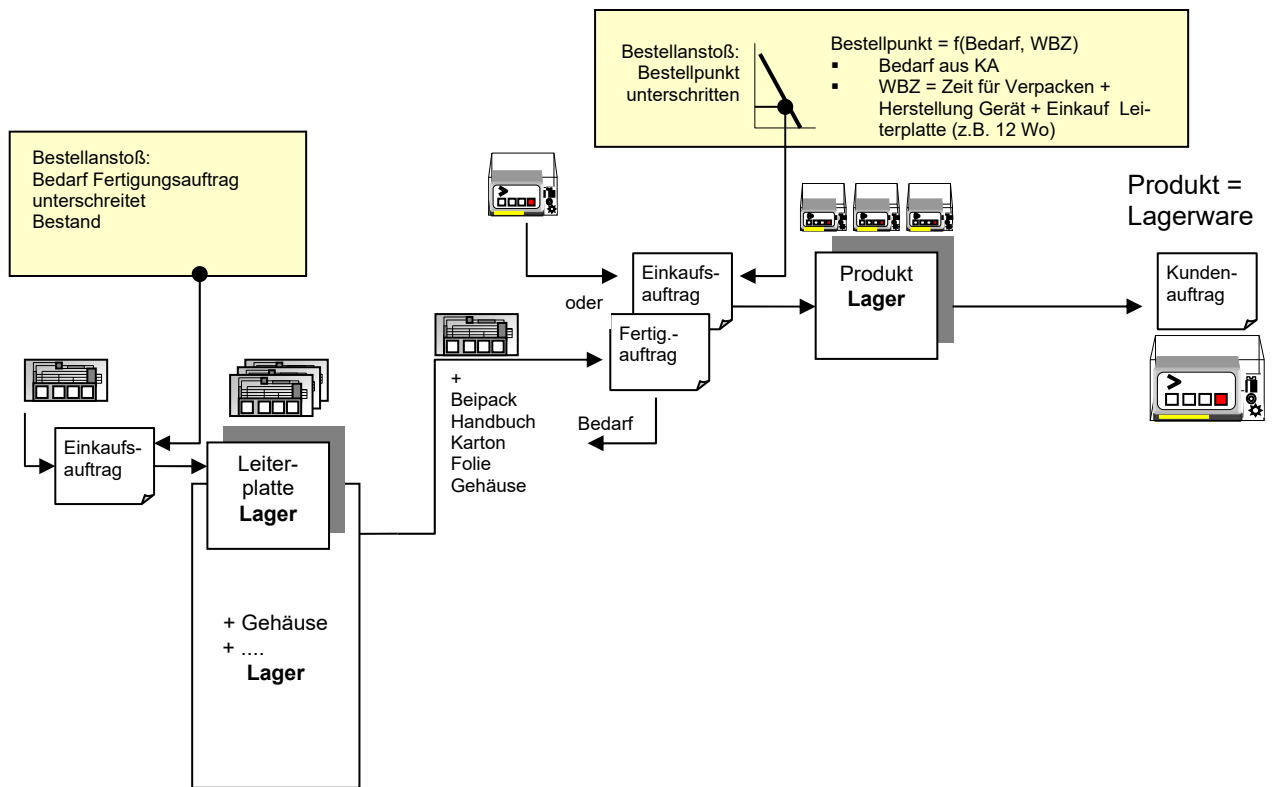 Bestellanstoß:
Bestellpunkt
unterschritten
Bestellpunkt = f(Bedarf, WBZ)
▪ Bedarf aus KA
▪ WBZ = Zeit für Verpacken +
Herstellung Gerät + Einkauf Lei-
terplatte (z.B. 12 Wo)
Bestellanstoß:
Bedarf Fertigungsauftrag
unterschreitet
Bestand
Produkt =
Lagerware
Einkaufs-
auftrag
oder
Fertig.-
auftrag
Produkt
Lager
Kunden-
auftrag
+
Beipack
Handbuch
Karton
Folie
Gehäuse
Bedarf
Einkaufs-
auftrag
Leiter-
platte
Lager
+ Gehäuse
+ ....
Lager